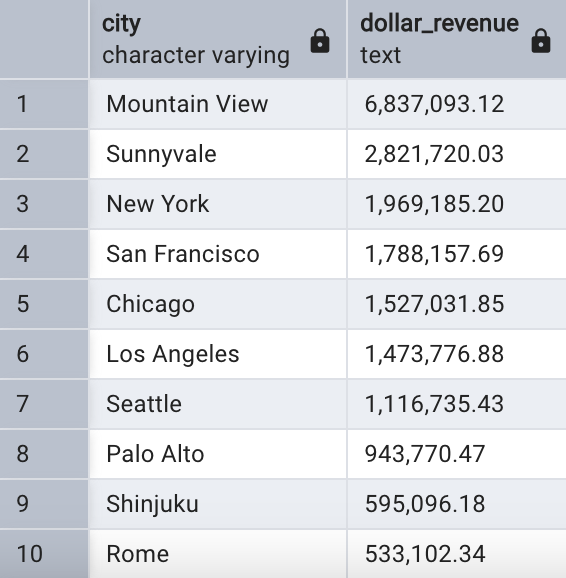 city dollar_revenue
character varying text
1 Mountain View 6,837,093.12
2 Sunnyvale 2,821,720.03
3 New York 1,969,185.20
4 San Francisco 1,788,157.69
5 Chicago 1,527,031.85
6 Los Angeles 1,473,776.88
7 Seattle 1,116,735.43
8 Palo Alto 943,770.47
9 Shinjuku 595,096.18
10 Rome 533,102.34